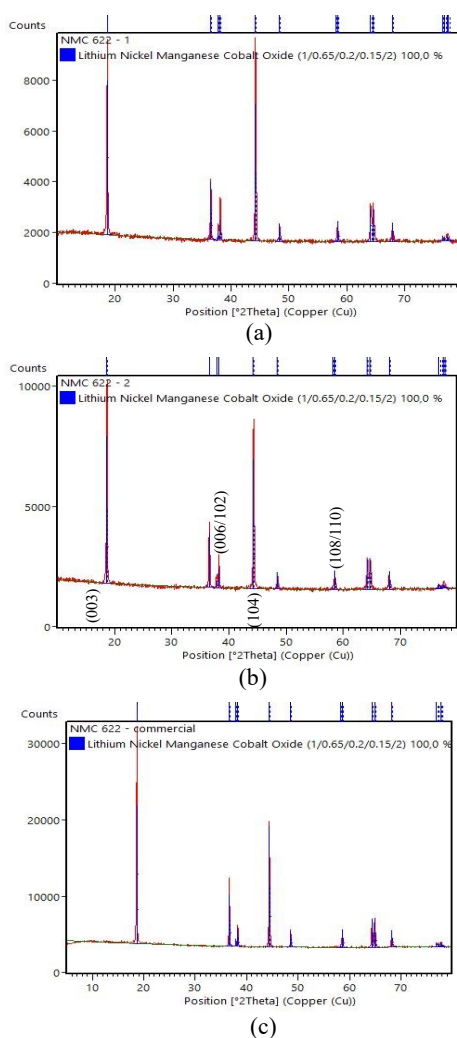 Counts
NMC 622 - 1
Lithium Nickel Manganese Cobalt Oxide (1/0.65/0.2/0.15/2) 100,0 %
8000
6000
4000
2000
0
20 30 40 50 60 70
Position [°2Theta] (Copper (Cu))
(a)
Counts
10000
NMC 622 - 2
Lithium Nickel Manganese Cobalt Oxide (1/0.65/0.2/0.15/2) 100,0 %
5000
(006/102)
(108/110)
(003)
(104)
0
20 30 40 50 60 70
Position [°2Theta] (Copper (Cu))
(b)
Counts
NMC 622 - commercial
30000
Lithium Nickel Manganese Cobalt Oxide (1/0.65/0.2/0.15/2) 100,0 %
20000
10000
0
10 20 30 40 50 60 70
Position [°2Theta] (Copper (Cu))
(c)